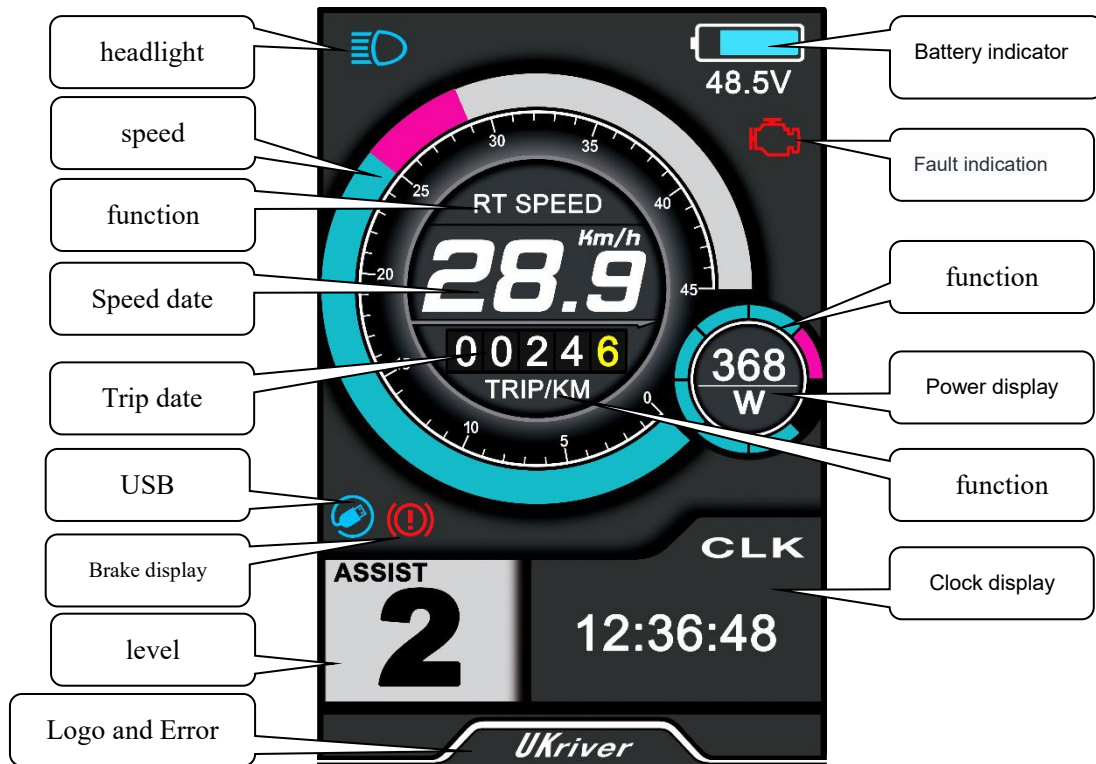 headlight
speed
function
Speed date
Trip date
USB
Brake display
level
Logo and Error
48.5V
30
35
25
40
20
45
15
10
5
0
RT SPEED
Km/h
28.9
00246
TRIP/KM
368
W
ASSIST
2
CLK
12:36:48
UKriver
Battery indicator
Fault indication
function
Power display
function
Clock display